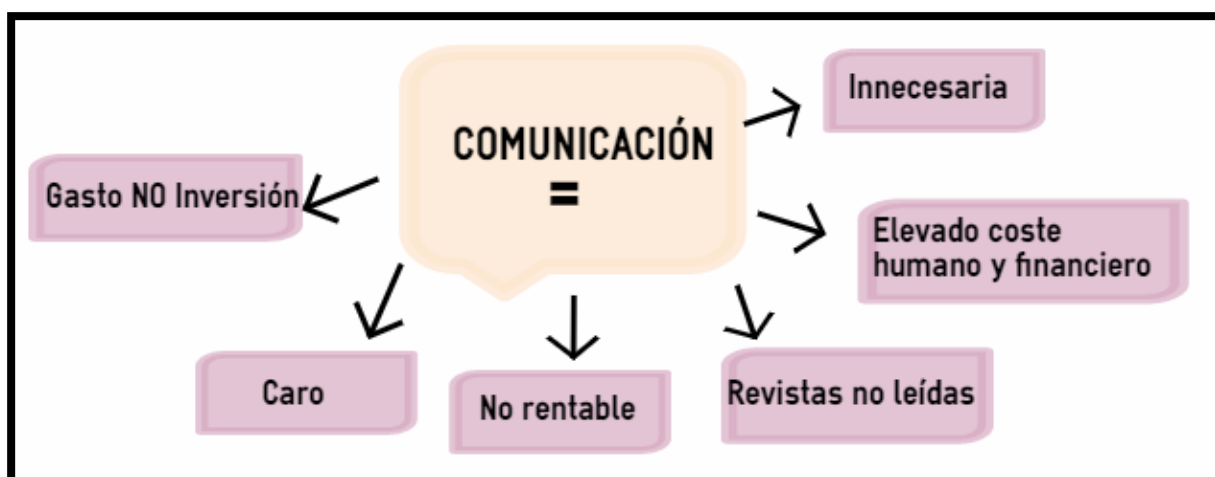 COMUNICACIÓN
=
Innecesaria
Gasto NO Inversión
Elevado coste
humano y financiero
Caro
No rentable
Revistas no leídas